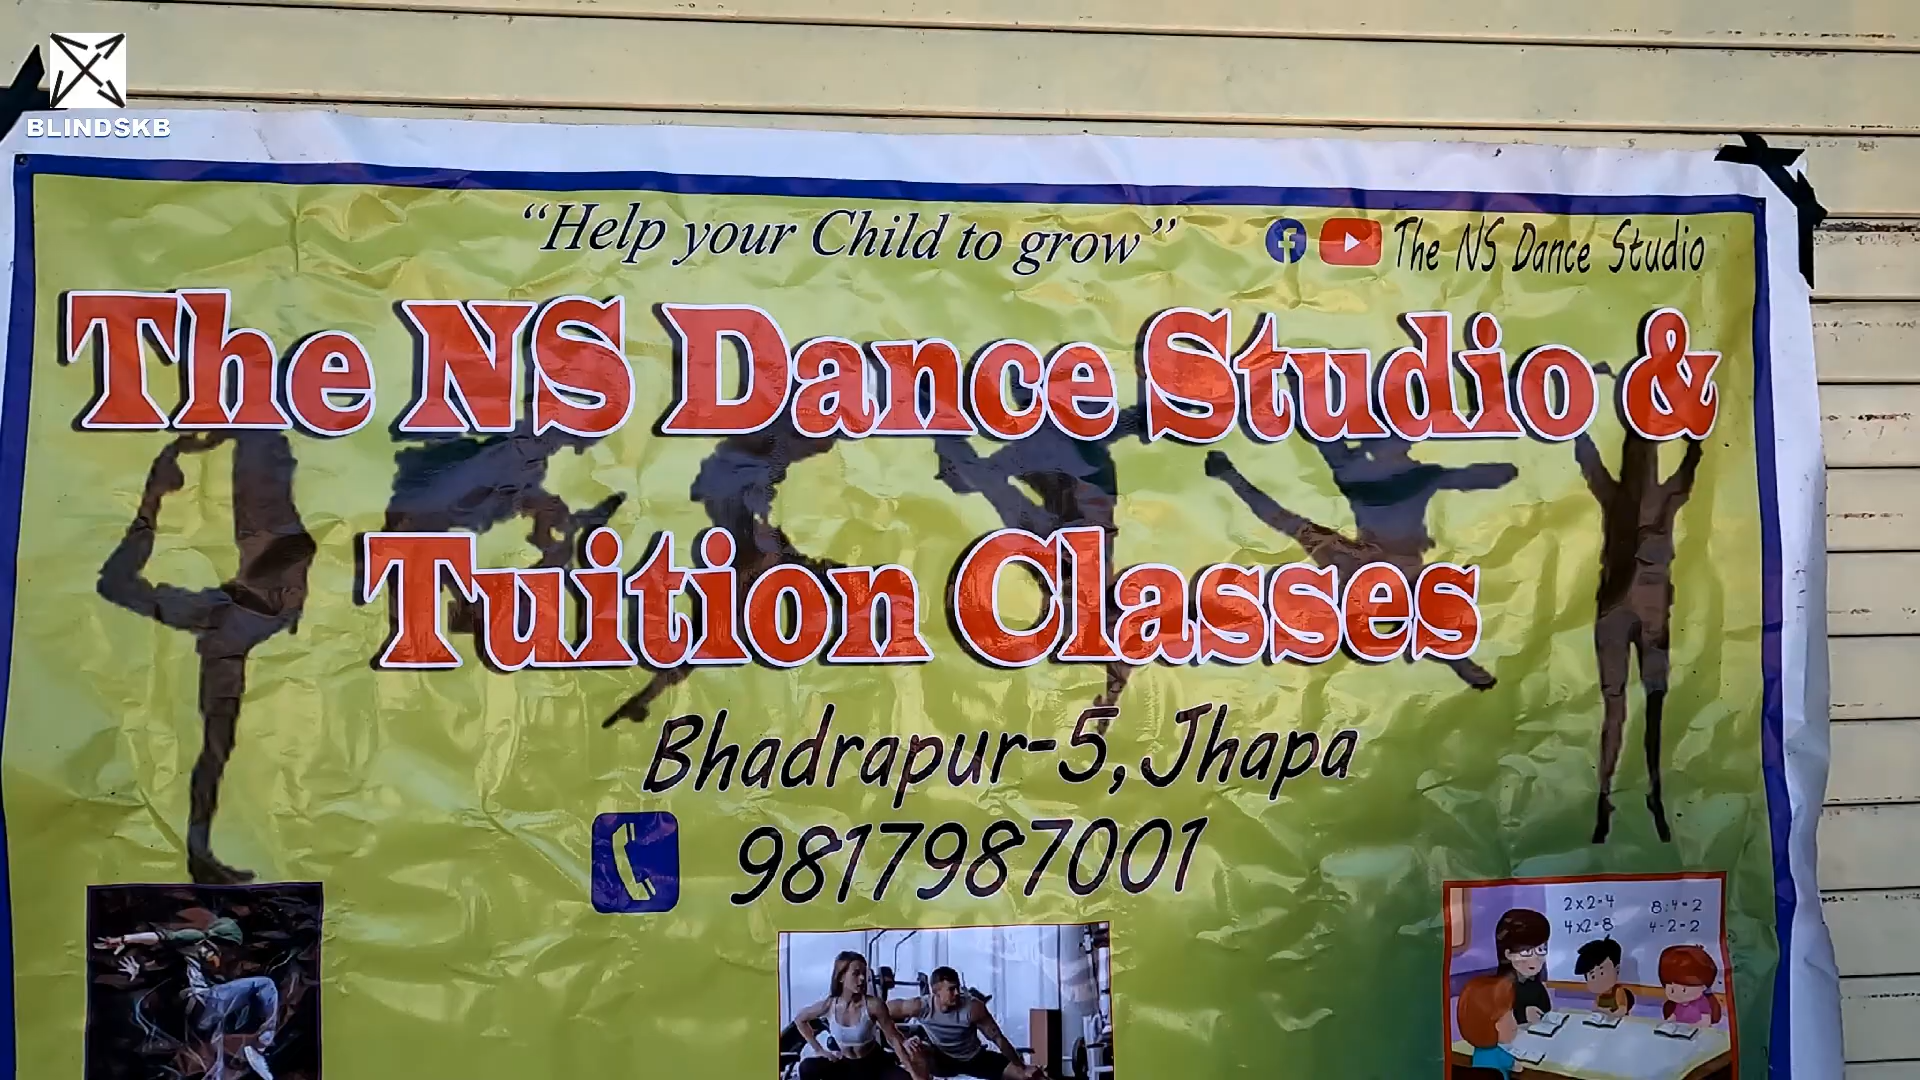 BLINDSKB
“Help your Child to grow”
The NS Dance Studio
The NS Dance Studio &
Tuition Classes
Bhadrapur-5, Jhapa
9817987001
2x2=4
8:4=2
4x2=8
4-2=2